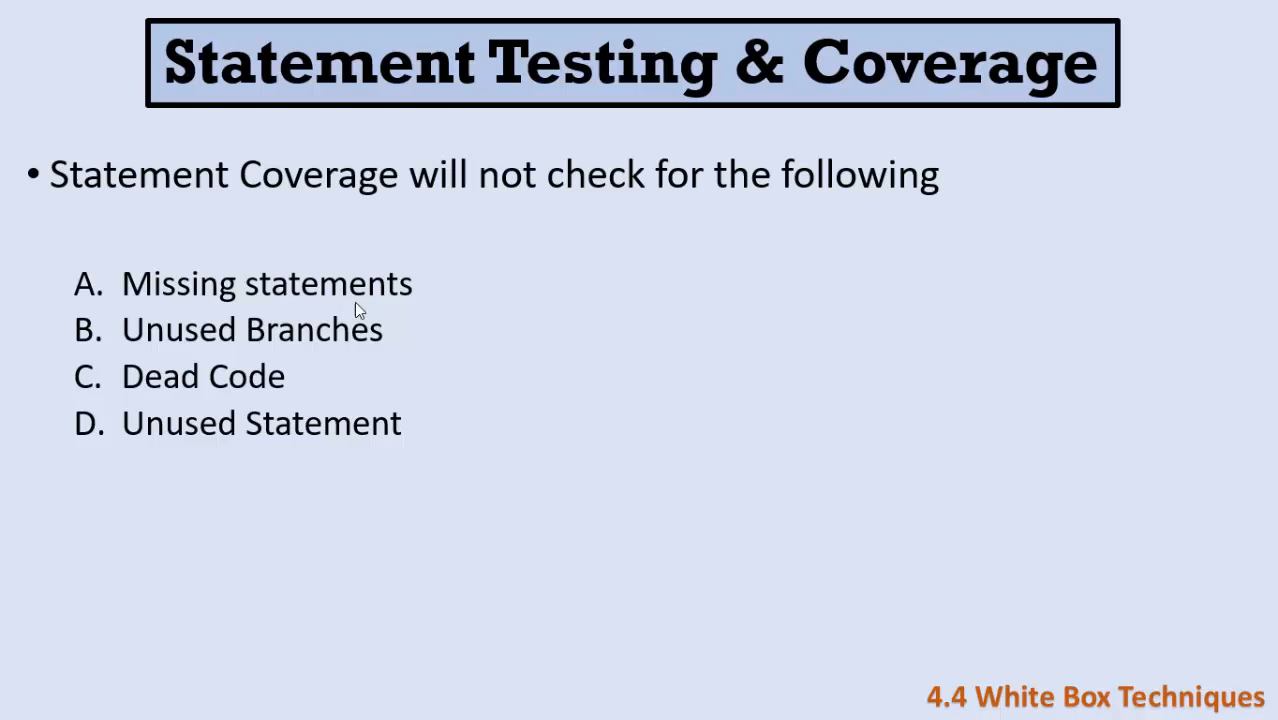 Statement Testing & Coverage
• Statement Coverage will not check for the following
A. Missing statements
B. Unused Branches
C. Dead Code
D. Unused Statement
4.4 White Box Techniques